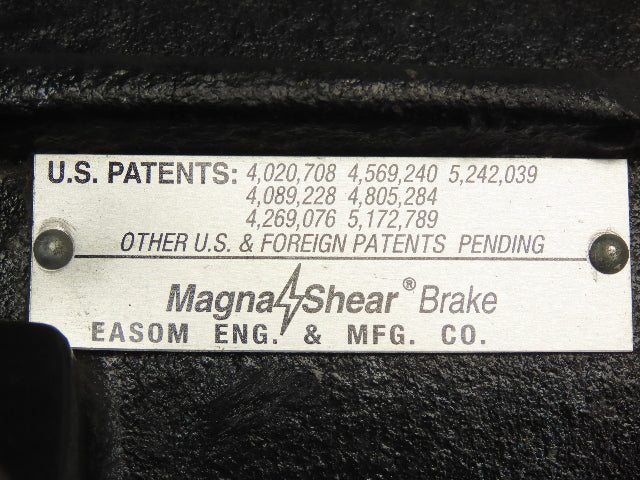 U.S. PATENTS: 4,020,708 4,569,240 5,242,039
4,089,228 4,805,284
4,269,076 5,172,789
OTHER U.S. & FOREIGN PATENTS PENDING
Magna Shear® Brake
EASOM ENG. & MFG. CO.